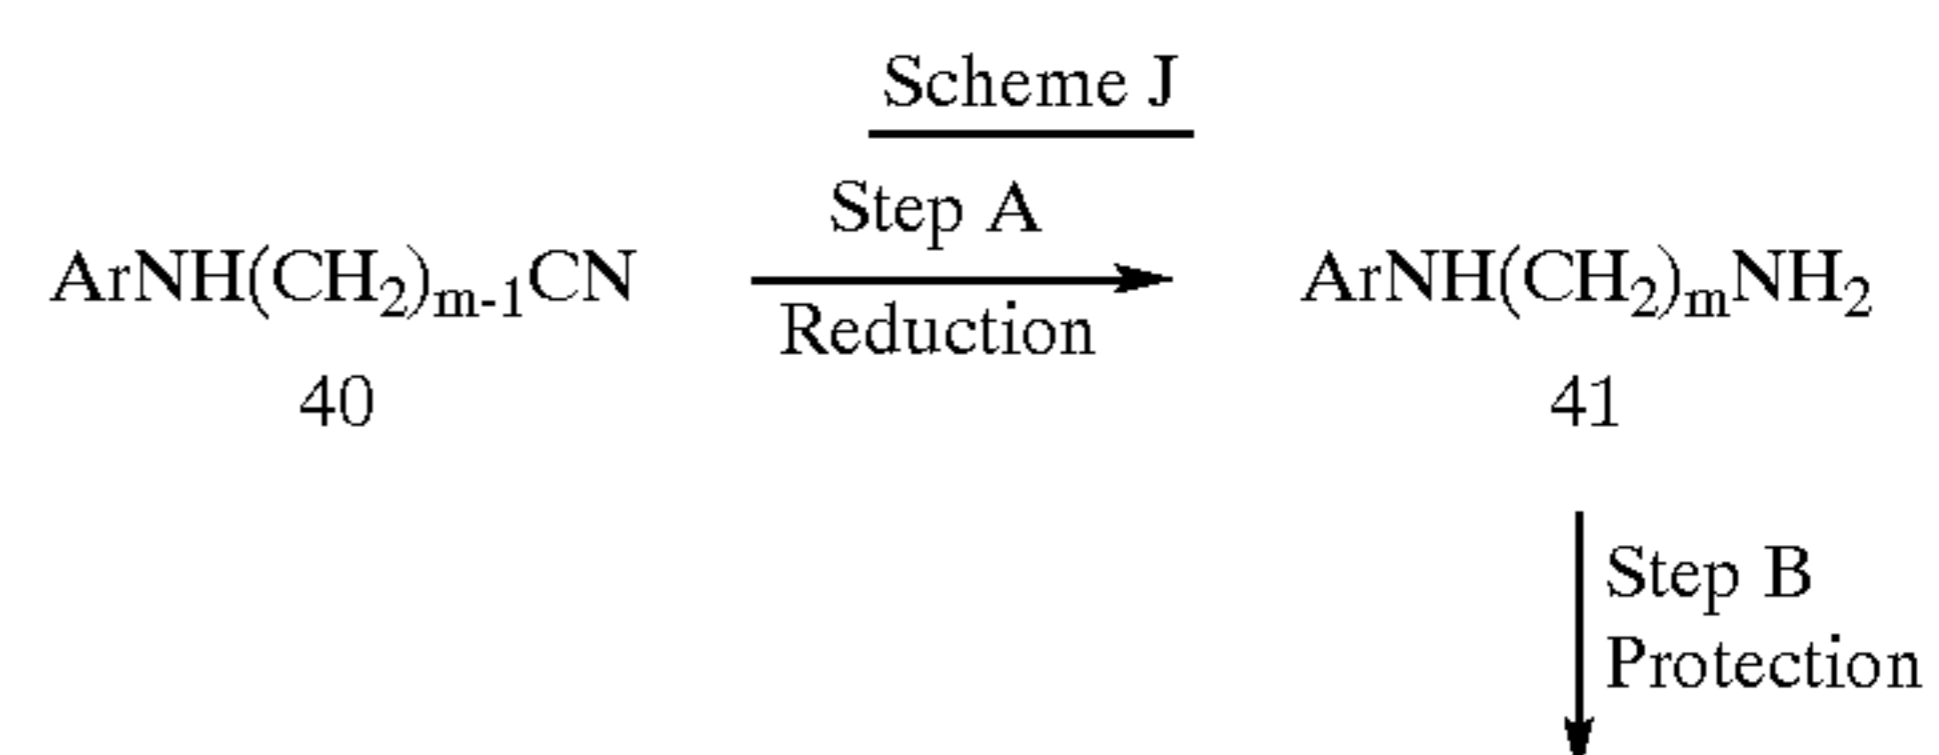 Scheme J
Step A
ArNH(CH₂)ₘ₋₁CN
ArNH(CH₂)ₘNH₂
Reduction
40
41
Step B
Protection